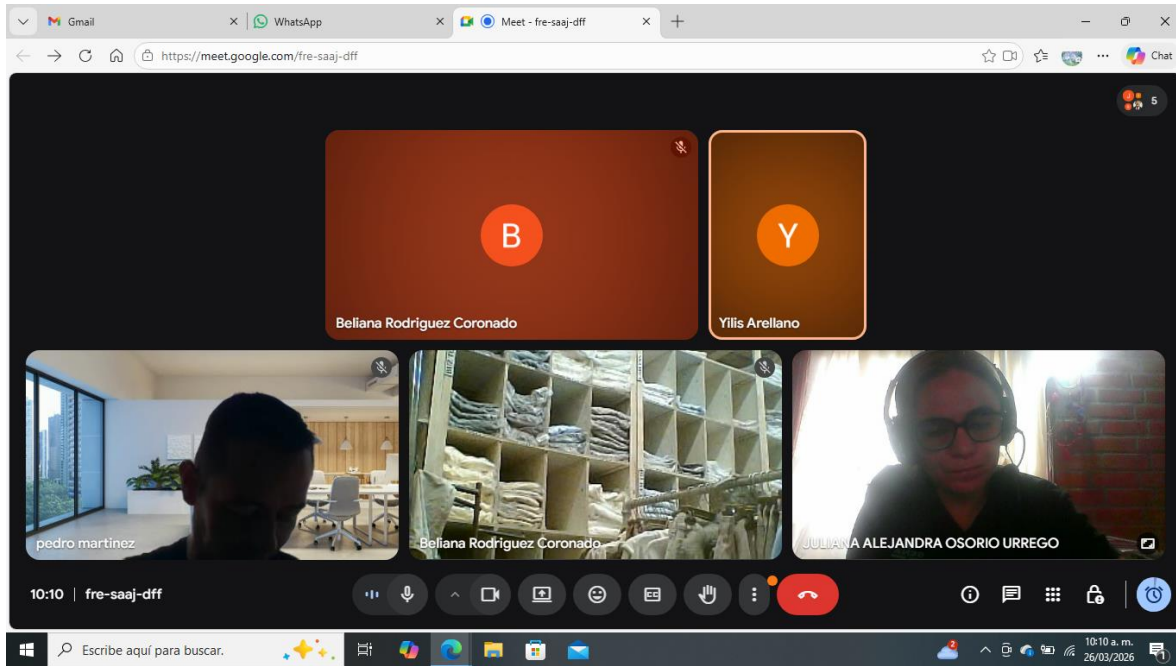 Gmail
WhatsApp
Meet - fre-saaj-dff
https://meet.google.com/fre-saaj-dff
Chat
5
B
Beliana Rodriguez Coronado
Y
Yilis Arellano
pedro martinez
Beliana Rodriguez Coronado
JULIANA ALEJANDRA OSORIO URREGO
10:10 | fre-saaj-dff
CC
Escribe aquí para buscar.
2
10:10 a. m.
26/03/2026
1